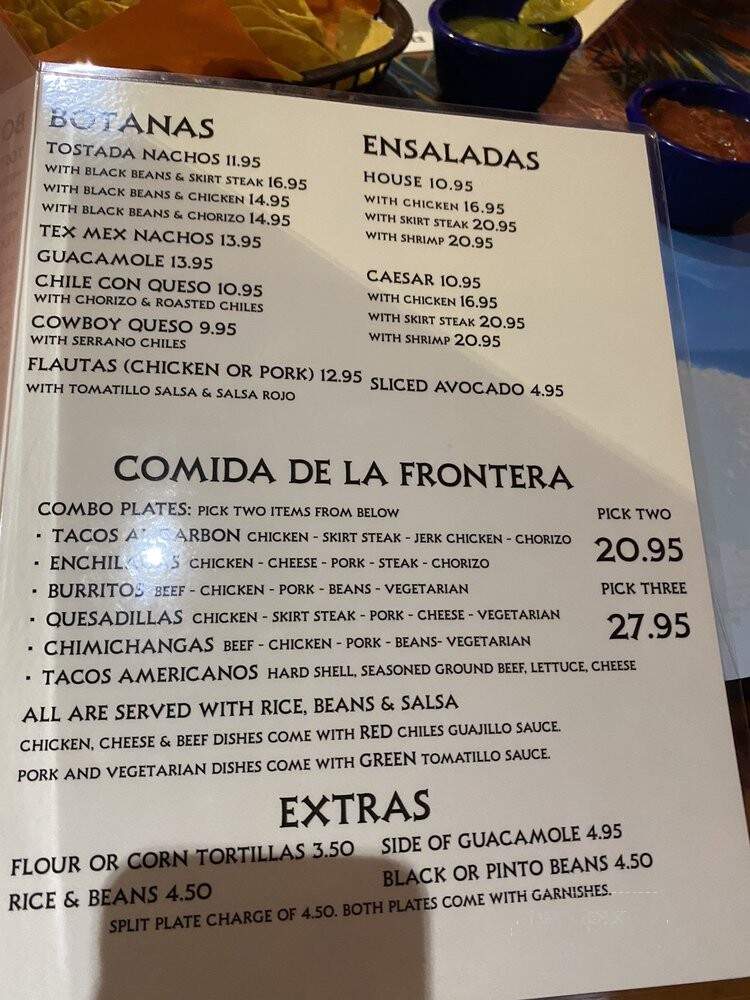 BOTANAS
TOSTADA NACHOS 11.95
WITH BLACK BEANS & SKIRT STEAK 16.95
WITH BLACK BEANS & CHICKEN 14.95
WITH BLACK BEANS & CHORIZO 14.95
TEX MEX NACHOS 13.95
GUACAMOLE 13.95
CHILE CON QUESO 10.95
WITH CHORIZO & ROASTED CHILES
COWBOY QUESO 9.95
WITH SERRANO CHILES
FLAUTAS (CHICKEN OR PORK) 12.95
WITH TOMATILLO SALSA & SALSA ROJO
ENSALADAS
HOUSE 10.95
WITH CHICKEN 16.95
WITH SKIRT STEAK 20.95
WITH SHRIMP 20.95
CAESAR 10.95
WITH CHICKEN 16.95
WITH SKIRT STEAK 20.95
WITH SHRIMP 20.95
SLICED AVOCADO 4.95
COMIDA DE LA FRONTERA
COMBO PLATES: PICK TWO ITEMS FROM BELOW
• TACOS AL CARBON CHICKEN - SKIRT STEAK - JERK CHICKEN - CHORIZO
• ENCHILADAS CHICKEN - CHEESE - PORK - STEAK - CHORIZO
• BURRITOS BEEF - CHICKEN - PORK - BEANS - VEGETARIAN
• QUESADILLAS CHICKEN - SKIRT STEAK - PORK - CHEESE - VEGETARIAN
• CHIMICHANGAS BEEF - CHICKEN - PORK - BEANS- VEGETARIAN
• TACOS AMERICANOS HARD SHELL, SEASONED GROUND BEEF, LETTUCE, CHEESE
PICK TWO
20.95
PICK THREE
27.95
ALL ARE SERVED WITH RICE, BEANS & SALSA
CHICKEN, CHEESE & BEEF DISHES COME WITH RED CHILES GUAJILLO SAUCE.
PORK AND VEGETARIAN DISHES COME WITH GREEN TOMATILLO SAUCE.
EXTRAS
FLOUR OR CORN TORTILLAS 3.50
RICE & BEANS 4.50
SIDE OF GUACAMOLE 4.95
BLACK OR PINTO BEANS 4.50
SPLIT PLATE CHARGE OF 4.50. BOTH PLATES COME WITH GARNISHES.